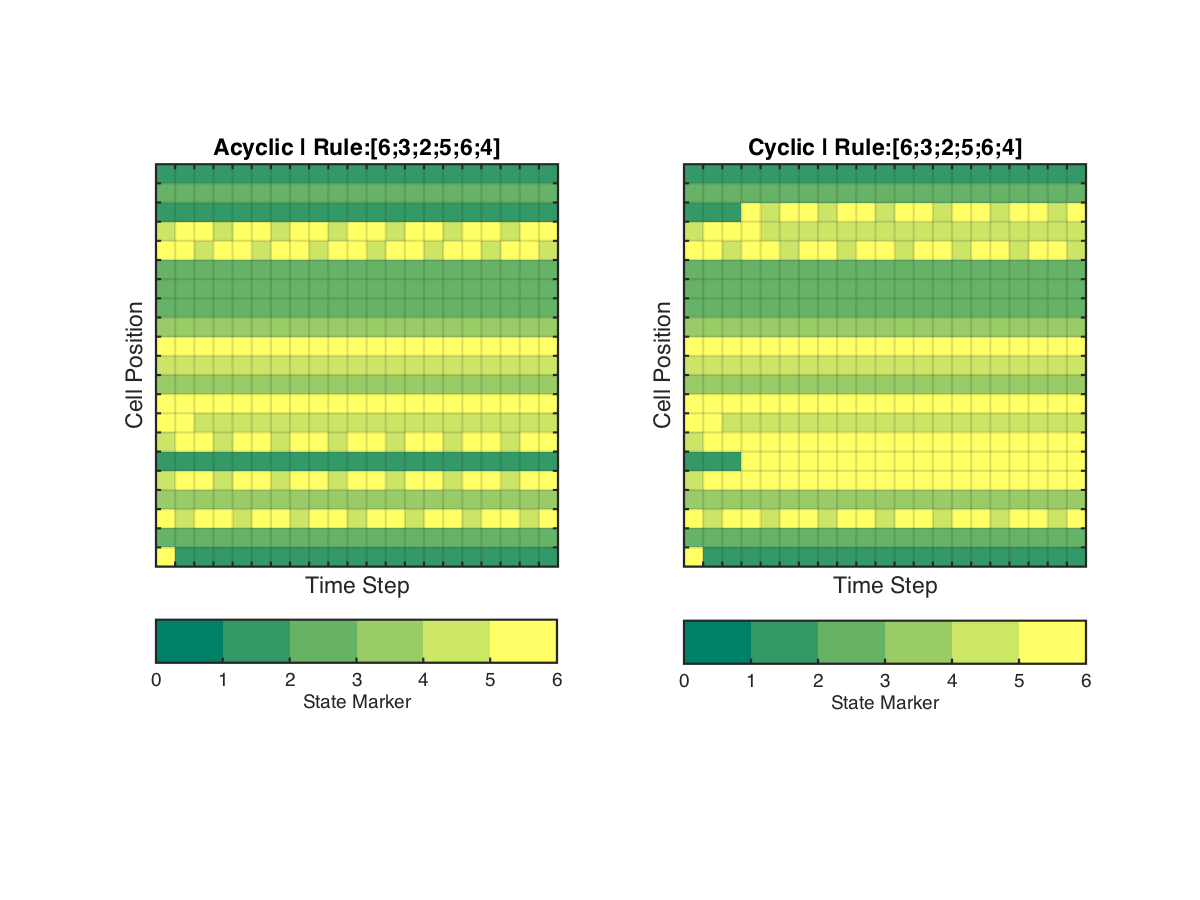 Acyclic | Rule:[6;3;2;5;6;4]
Cell Position
Time Step
0 1 2 3 4 5 6
State Marker
Cyclic | Rule:[6;3;2;5;6;4]
Cell Position
Time Step
0 1 2 3 4 5 6
State Marker